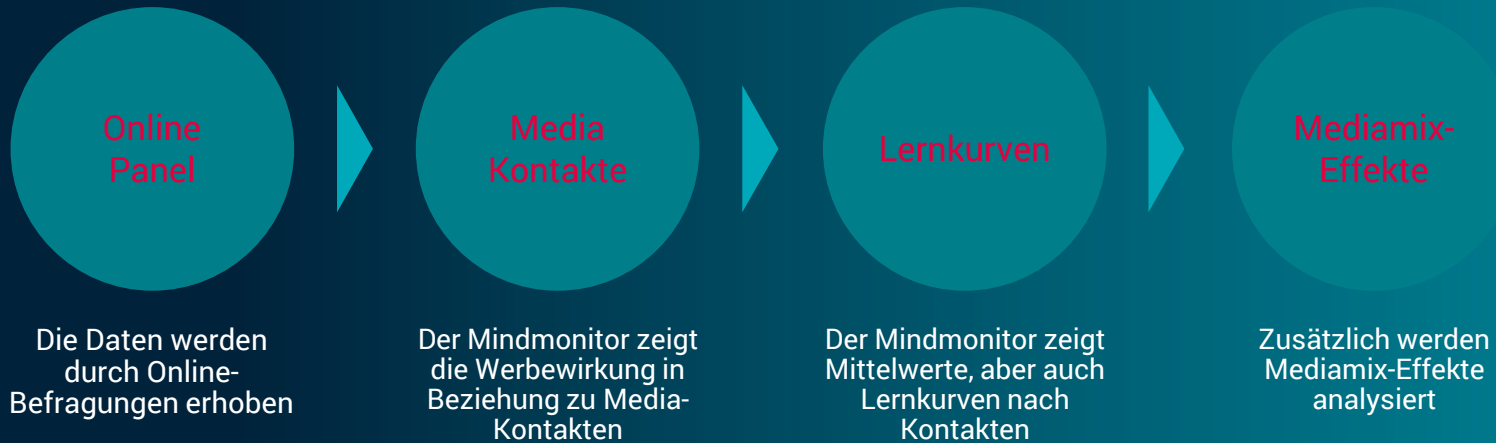 Online
Panel
Media
Kontakte
Lernkurven
Mediamix-
Effekte
Die Daten werden
durch Online-
Befragungen erhoben
Der Mindmonitor zeigt
die Werbewirkung in
Beziehung zu Media-
Kontakten
Der Mindmonitor zeigt
Mittelwerte, aber auch
Lernkurven nach
Kontakten
Zusätzlich werden
Mediamix-Effekte
analysiert